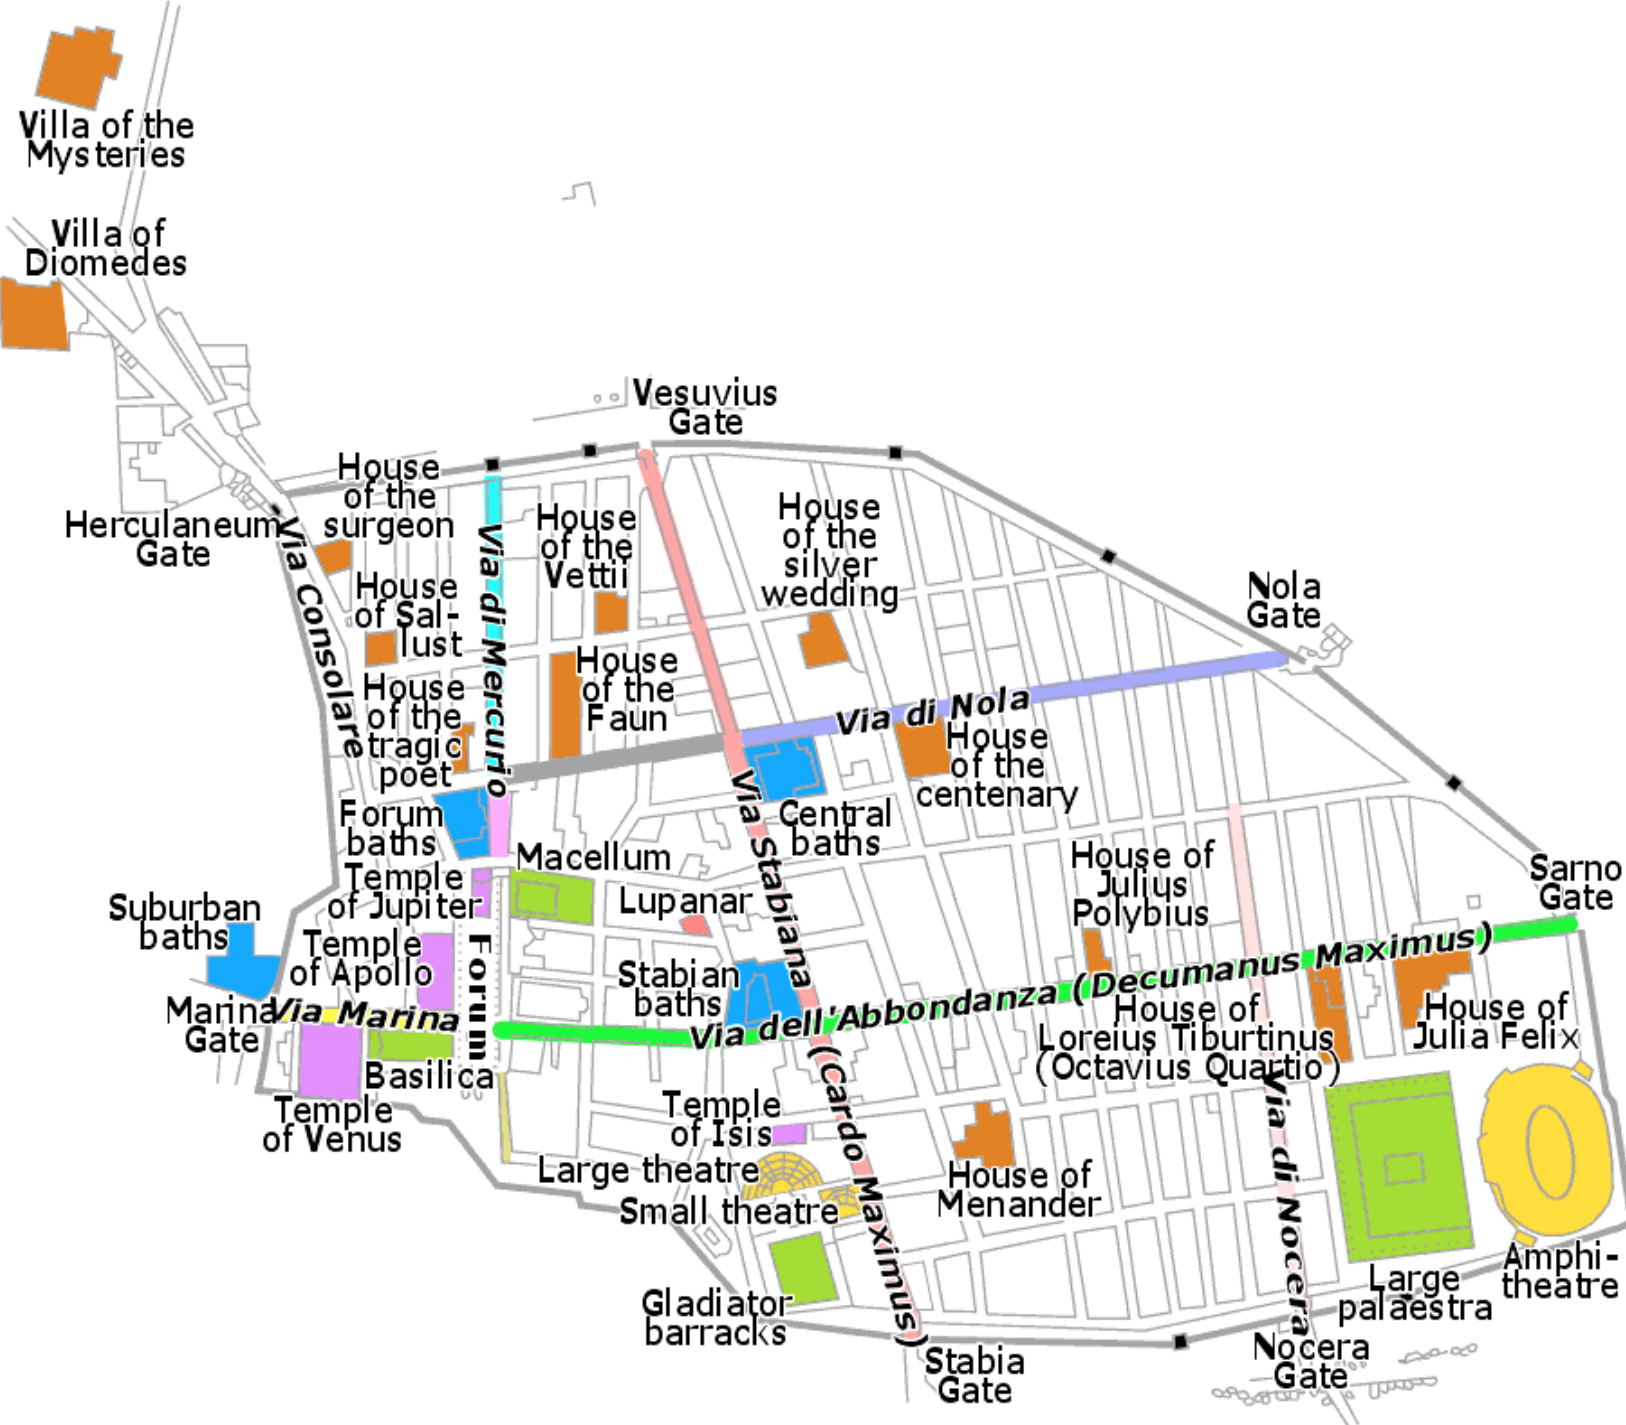 Villa of the
Mysteries
Villa of
Diomedes
Vesuvius
Gate
House
of the
surgeon
Herculaneum
Gate
Via Consolare
House
of Sal-
lust
House
of the
tragic
poet
Via di Mercurio
House
of the
Vettii
House
of the
Faun
House
of the
silver
wedding
Nola
Gate
Via di Nola
House
of the
centenary
Central
baths
Forum
baths
Macellum
Temple
of Jupiter
Lupanar
Via Stabiana
(Cardo Maximus)
House of
Julius
Polybius
Sarno
Gate
Suburban
baths
Temple
of Apollo
Forum
Stabian
baths
Marina
Gate
Via Marina
Via dell'Abbondanza (Decumanus Maximus)
House of
Loreius Tiburtinus
(Octavius Quartio)
House of
Julia Felix
Basilica
Temple
of Venus
Temple
of Isis
Large theatre
Small theatre
House of
Menander
Via di Nocera
Gladiator
barracks
Stabia
Gate
Nocera
Gate
Large
palaestra
Amphi-
theatre